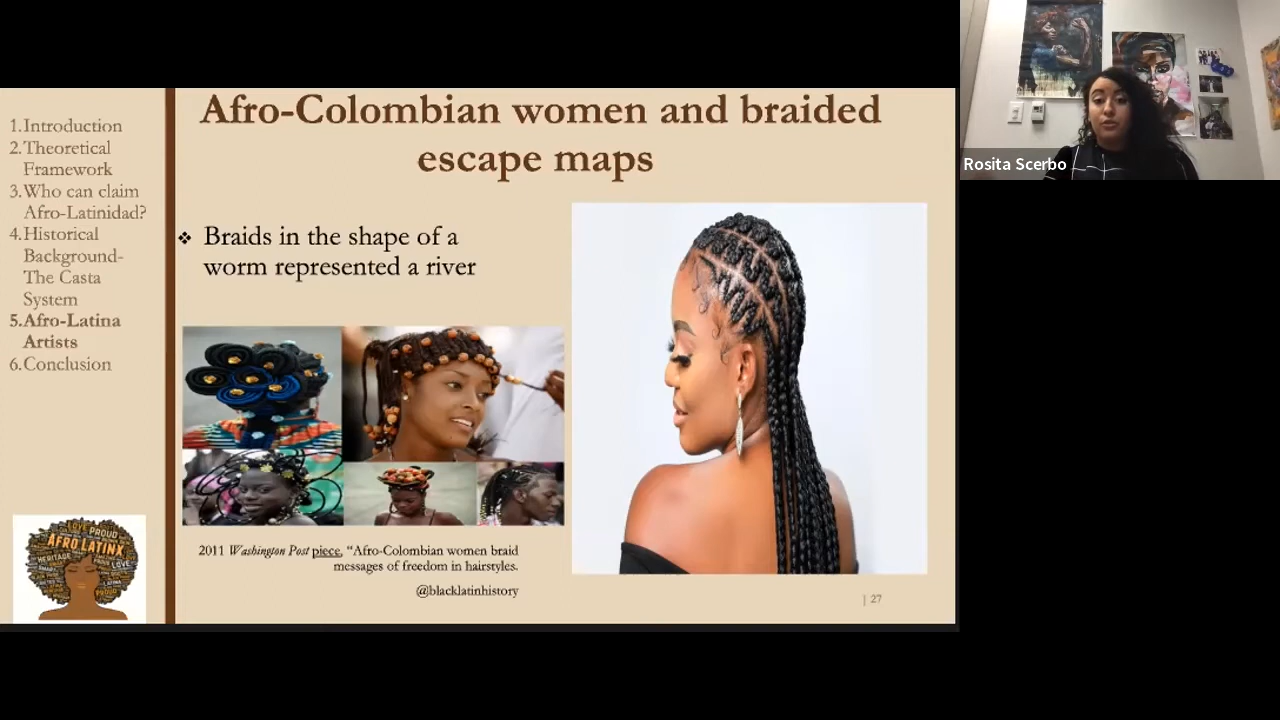 Afro-Colombian women and braided
escape maps
1.Introduction
2.Theoretical
Framework
3.Who can claim
Afro-Latinidad?
4.Historical
Background-
The Casta
System
5.Afro-Latina
Artists
6.Conclusion
❖ Braids in the shape of a
worm represented a river
2011 Washington Post piece, “Afro-Colombian women braid
messages of freedom in hairstyles.
@blacklatinhistory
| 27
LOVE PROUD
AFRO LATINX
HERITAGE
LOVE
PROUD
Rosita Scerbo